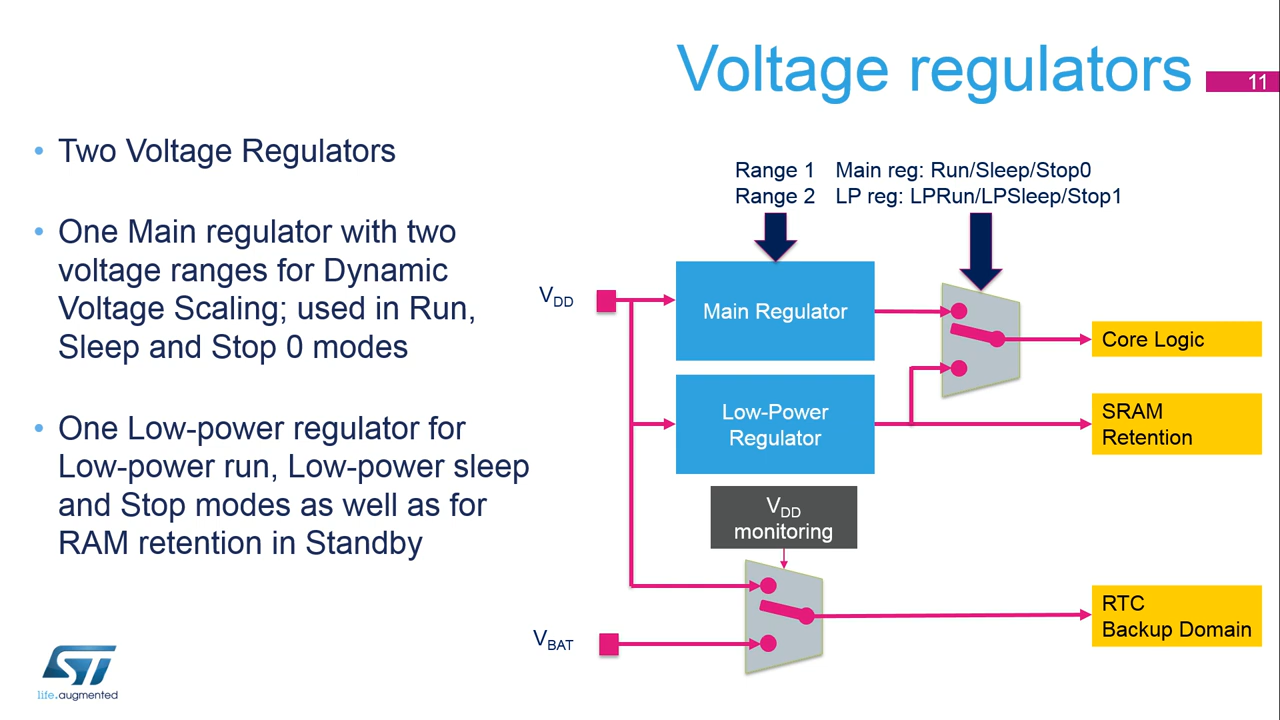 Voltage regulators
11
• Two Voltage Regulators
• One Main regulator with two
voltage ranges for Dynamic
Voltage Scaling; used in Run,
Sleep and Stop 0 modes
• One Low-power regulator for
Low-power run, Low-power sleep
and Stop modes as well as for
RAM retention in Standby
Range 1 Main reg: Run/Sleep/Stop0
Range 2 LP reg: LPRun/LPSleep/Stop1
VDD
Main Regulator
Core Logic
Low-Power
Regulator
SRAM
Retention
VDD
monitoring
RTC
Backup Domain
VBAT
ST
life.augmented